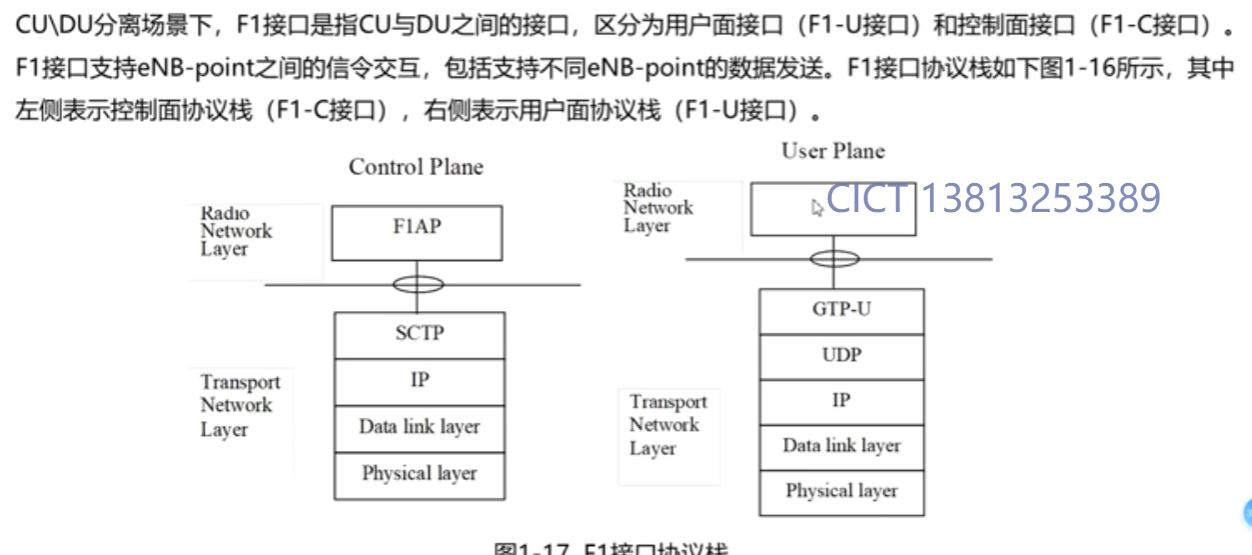 CU\DU分离场景下，F1接口是指CU与DU之间的接口，区分为用户面接口（F1-U接口）和控制面接口（F1-C接口）。
F1接口支持eNB-point之间的信令交互，包括支持不同eNB-point的数据发送。F1接口协议栈如下图1-16所示，其中
左侧表示控制面协议栈（F1-C接口），右侧表示用户面协议栈（F1-U接口）。
Control Plane
Radio
Network
Layer
F1AP
SCTP
IP
Data link layer
Physical layer
Transport
Network
Layer
User Plane
Radio
Network
Layer
CICT 13813253389
GTP-U
UDP
IP
Data link layer
Physical layer
Transport
Network
Layer
图1-17 F1接口协议栈